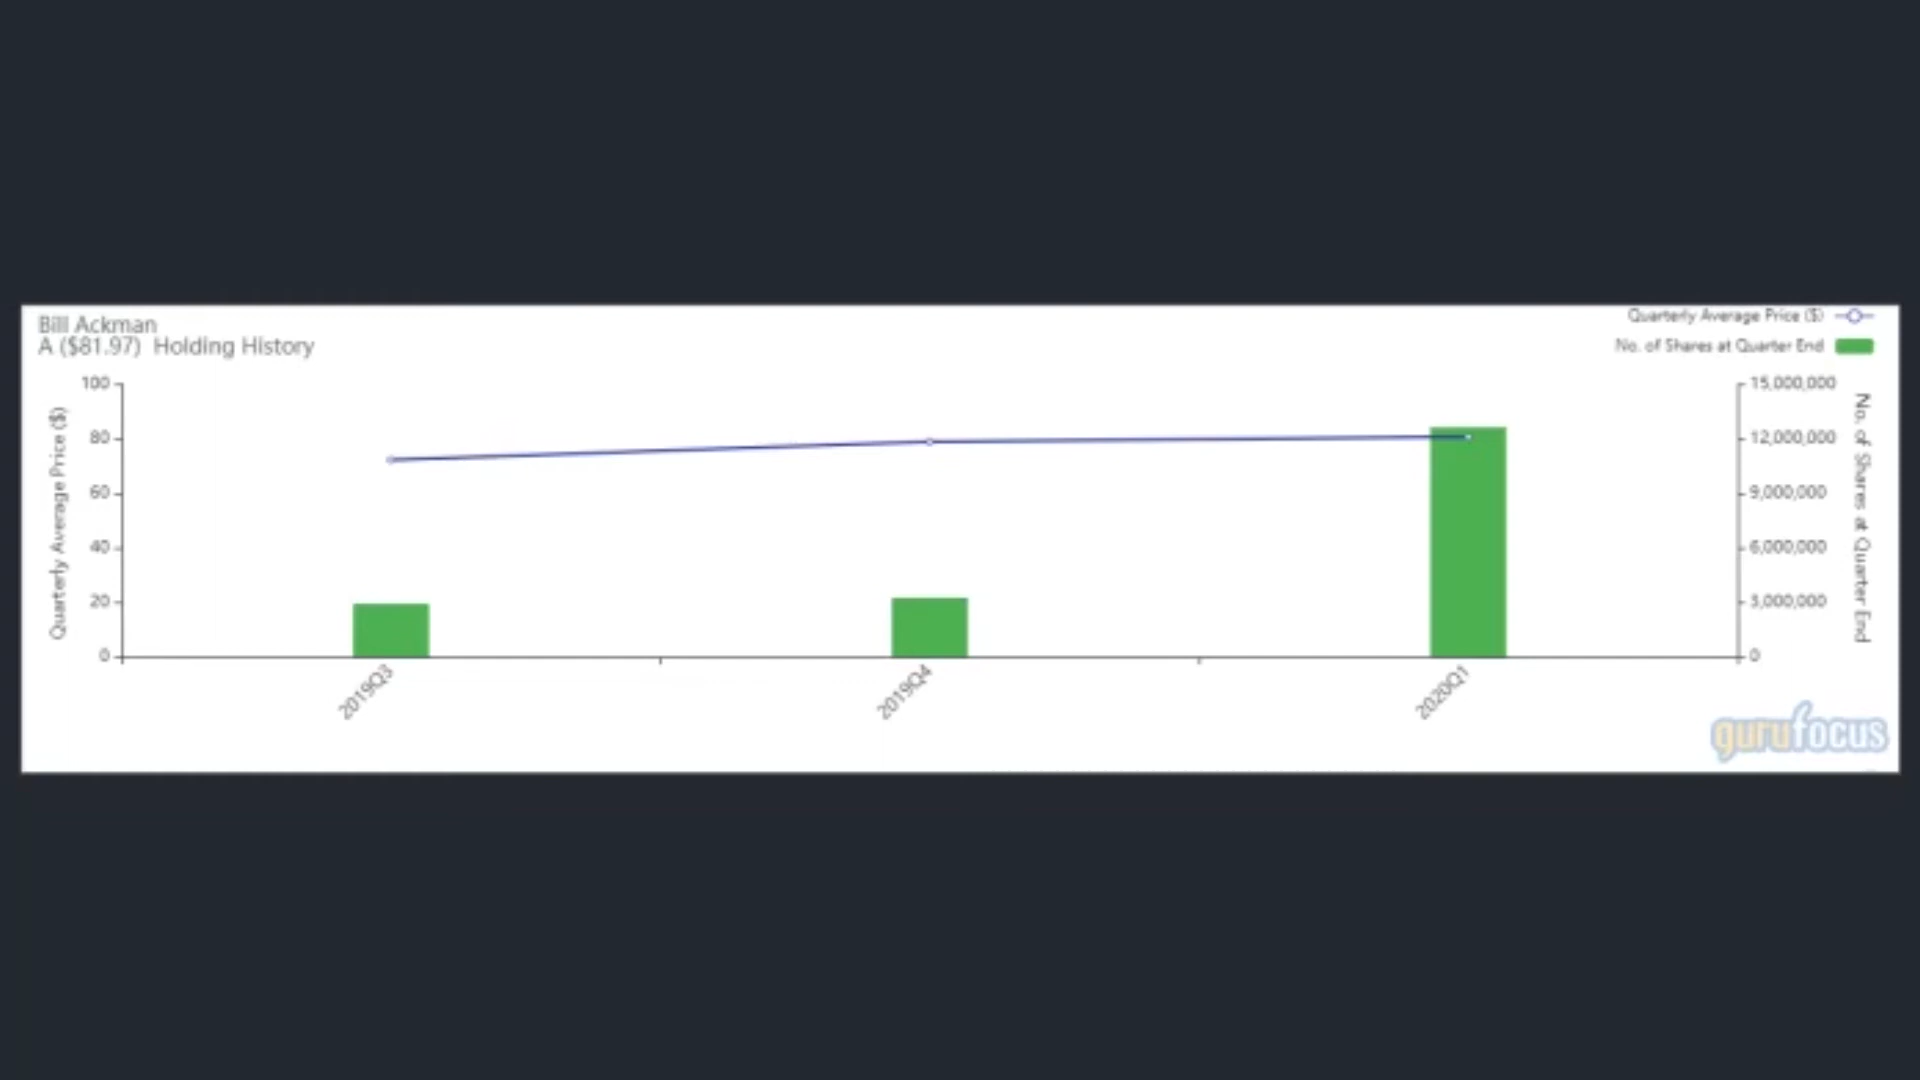 Bill Ackman
A ($81.97) Holding History
Quarterly Average Price ($)
No. of Shares at Quarter End
Quarterly Average Price ($)
100
80
60
40
20
0
15,000,000
12,000,000
9,000,000
6,000,000
3,000,000
0
No. of Shares at Quarter End
2019Q3
2019Q4
2020Q1
gurufocus